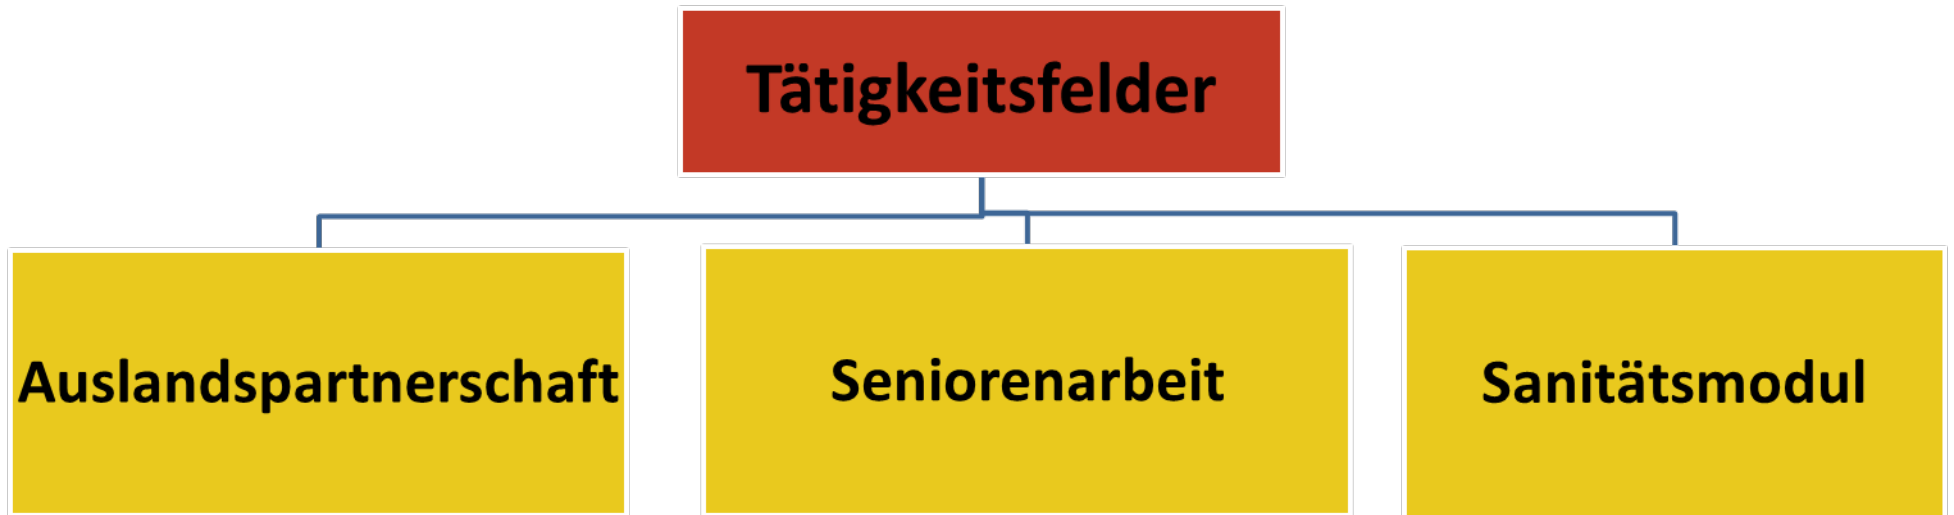 Tätigkeitsfelder
Auslandspartnerschaft
Seniorenarbeit
Sanitätsmodul